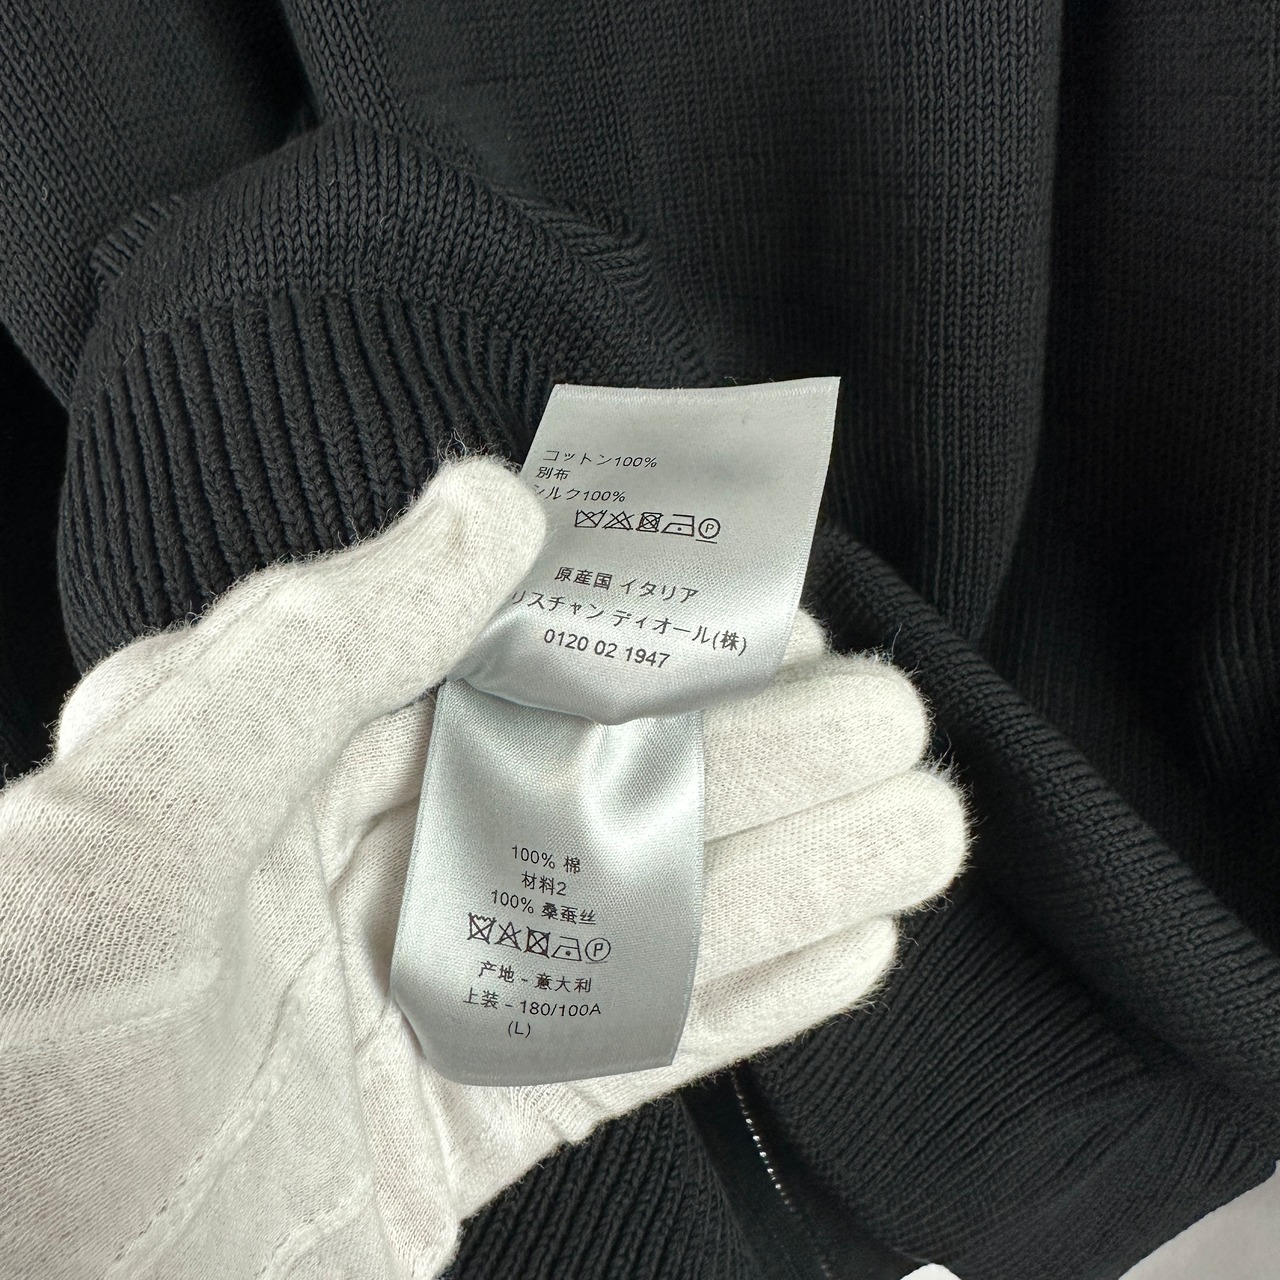 コットン100%
別布
シルク100%
原産国 イタリア
リスチャン ディオール(株)
0120 02 1947
100% 棉
材料2
100% 桑蚕丝
产地 - 意大利
上装 - 180/100A
(L)